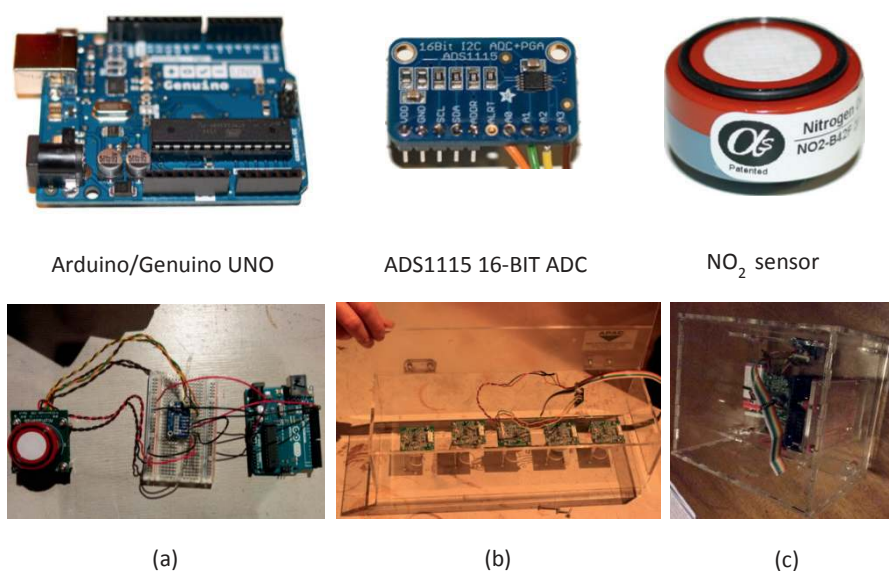 Genuino
16Bit I2C ADC+PGA
ADS1115
VDD
GND
SCL
SDA
ADDR
ALRT
A0
A1
A2
A3
Nitrogen
NO2-B42F
Patented
Arduino/Genuino UNO
ADS1115 16-BIT ADC
NO₂ sensor
(a)
(b)
(c)